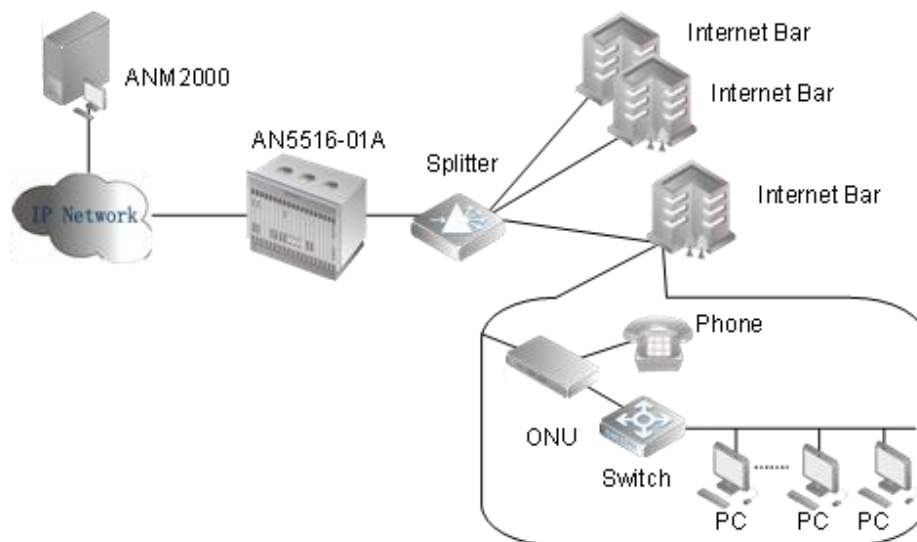 Internet Bar
ANM2000
Internet Bar
AN5516-01A
Splitter
Internet Bar
IP Network
Phone
ONU
Switch
PC
PC
PC